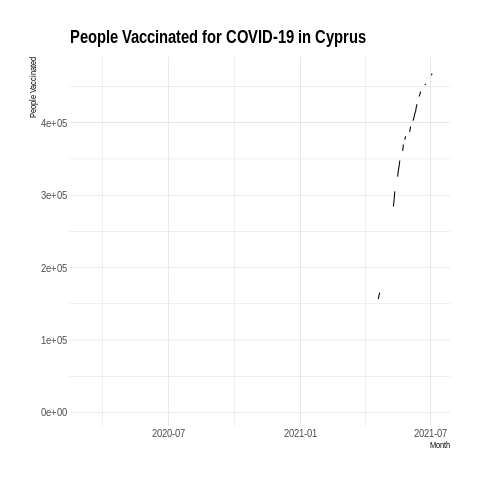 People Vaccinated for COVID-19 in Cyprus
People Vaccinated
4e+05
3e+05
2e+05
1e+05
0e+00
2020-07
2021-01
2021-07
Month